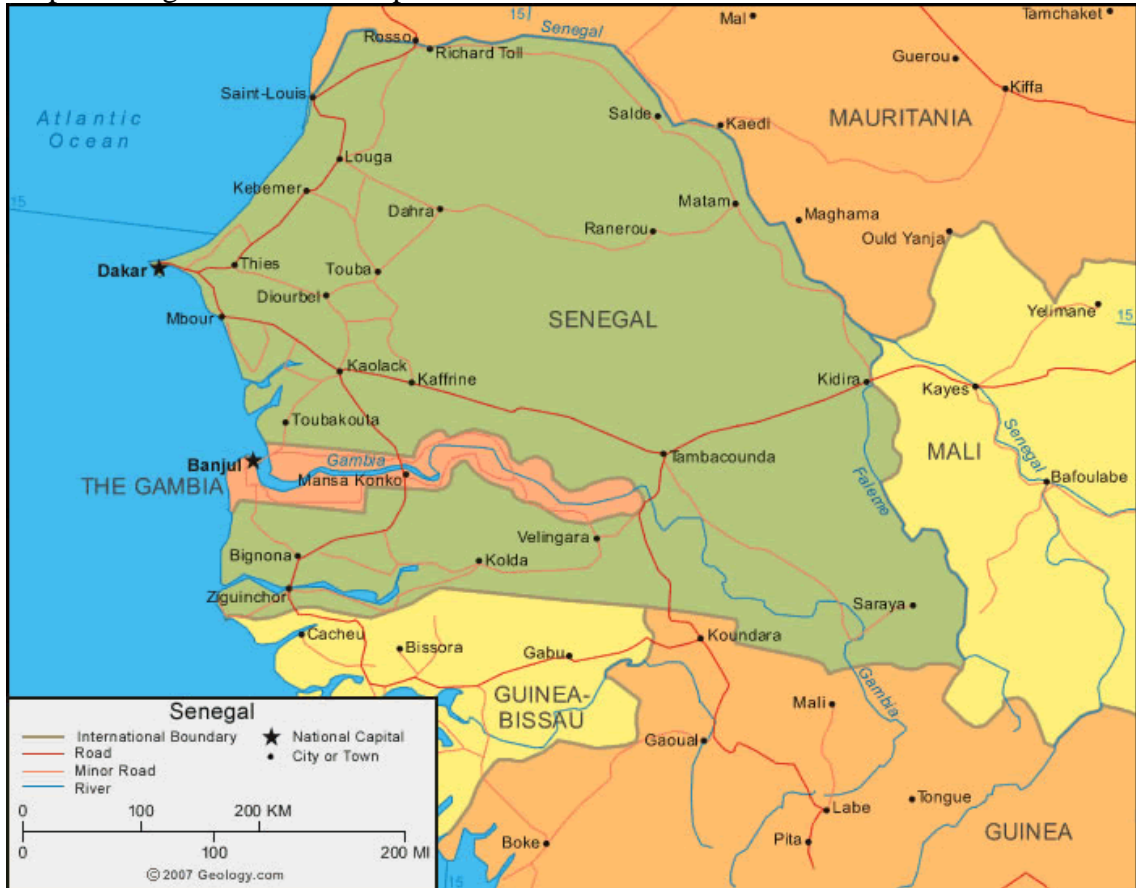 15
Senegal
Mal
Tamchaket
Rosso
Richard Toll
Guerou
Kiffa
Saint-Louis
Atlantic
Ocean
Salde
Kaedi
MAURITANIA
Louga
Kebemer
Dahra
Matam
Maghama
15
Ranerou
Ould Yanja
Dakar
Thies
Touba
Diourbel
Mbour
SENEGAL
Yelimane
15
Kaolack
Kaffrine
Kidira
Kayes
Toubakouta
Banjul
Gambia
Tambacounda
MALI
Senegal
THE GAMBIA
Mansa Konko
Faleme
Bafoulabe
Velingara
Bignona
Kolda
Ziguinchor
Saraya
Cacheu
Bissora
Gabu
Koundara
GUINEA-
BISSAU
Gambia
Mali
Gaoual
Labe
Tongue
Boke
Pita
GUINEA
15
Senegal
International Boundary
National Capital
Road
City or Town
Minor Road
River
0 100 200 KM
0 100 200 MI
© 2007 Geology.com